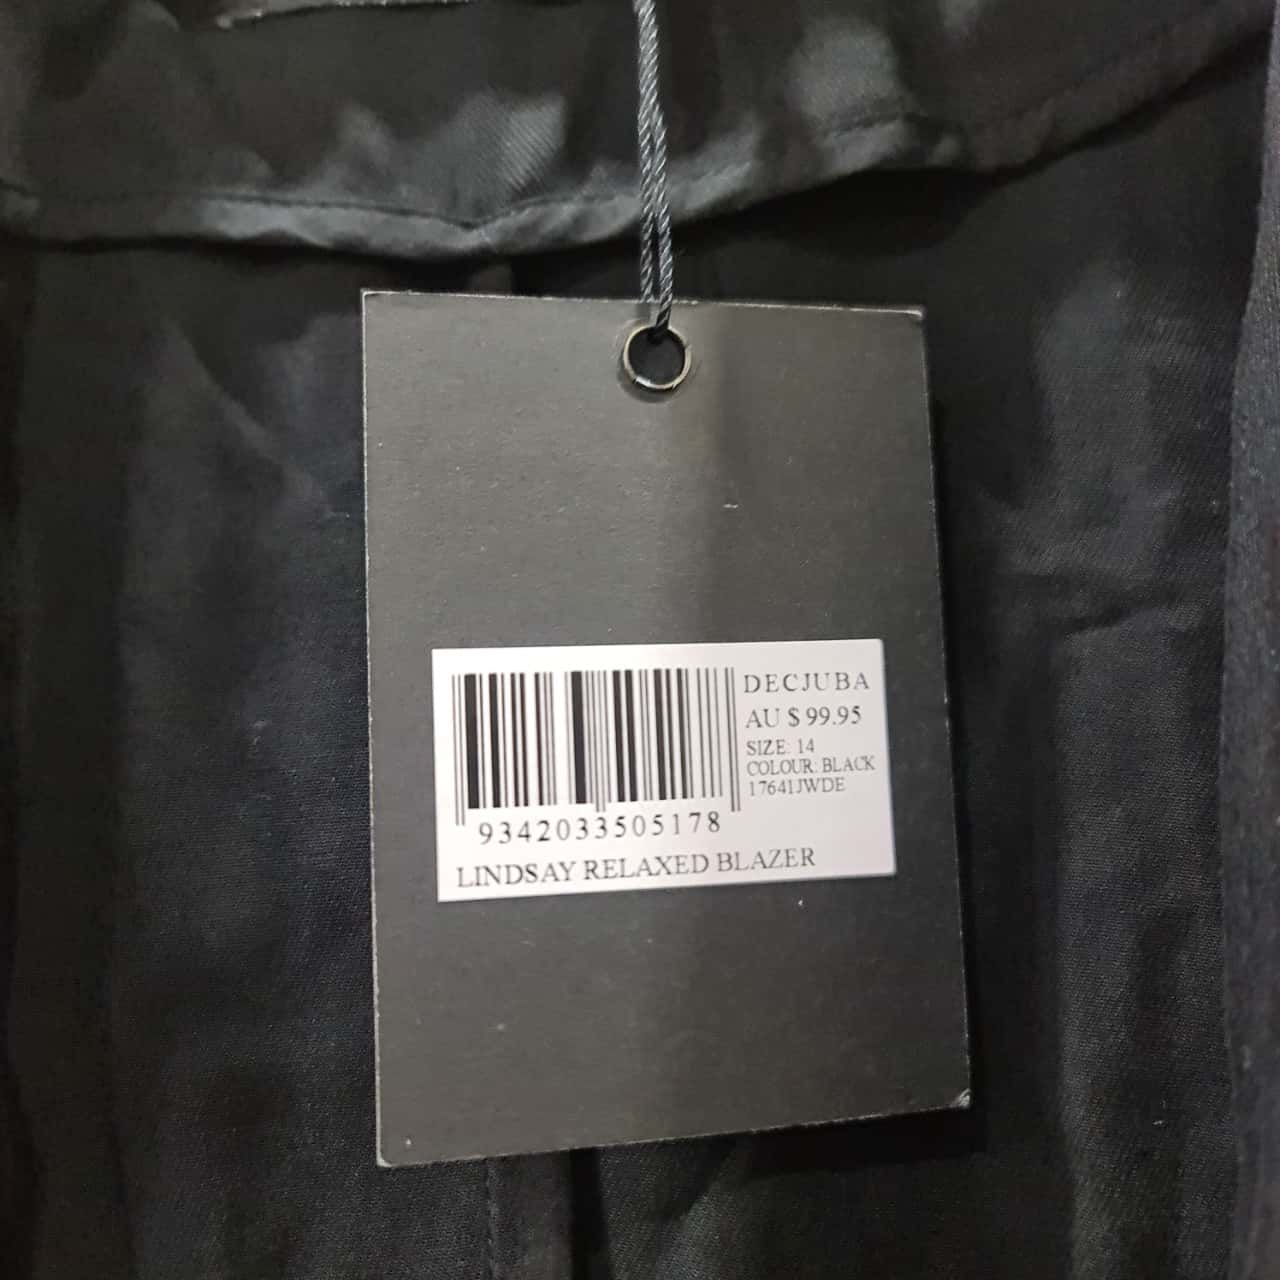 DECJUBA
AU $ 99.95
SIZE: 14
COLOUR: BLACK
17641JWDE
9342033505178
LINDSAY RELAXED BLAZER